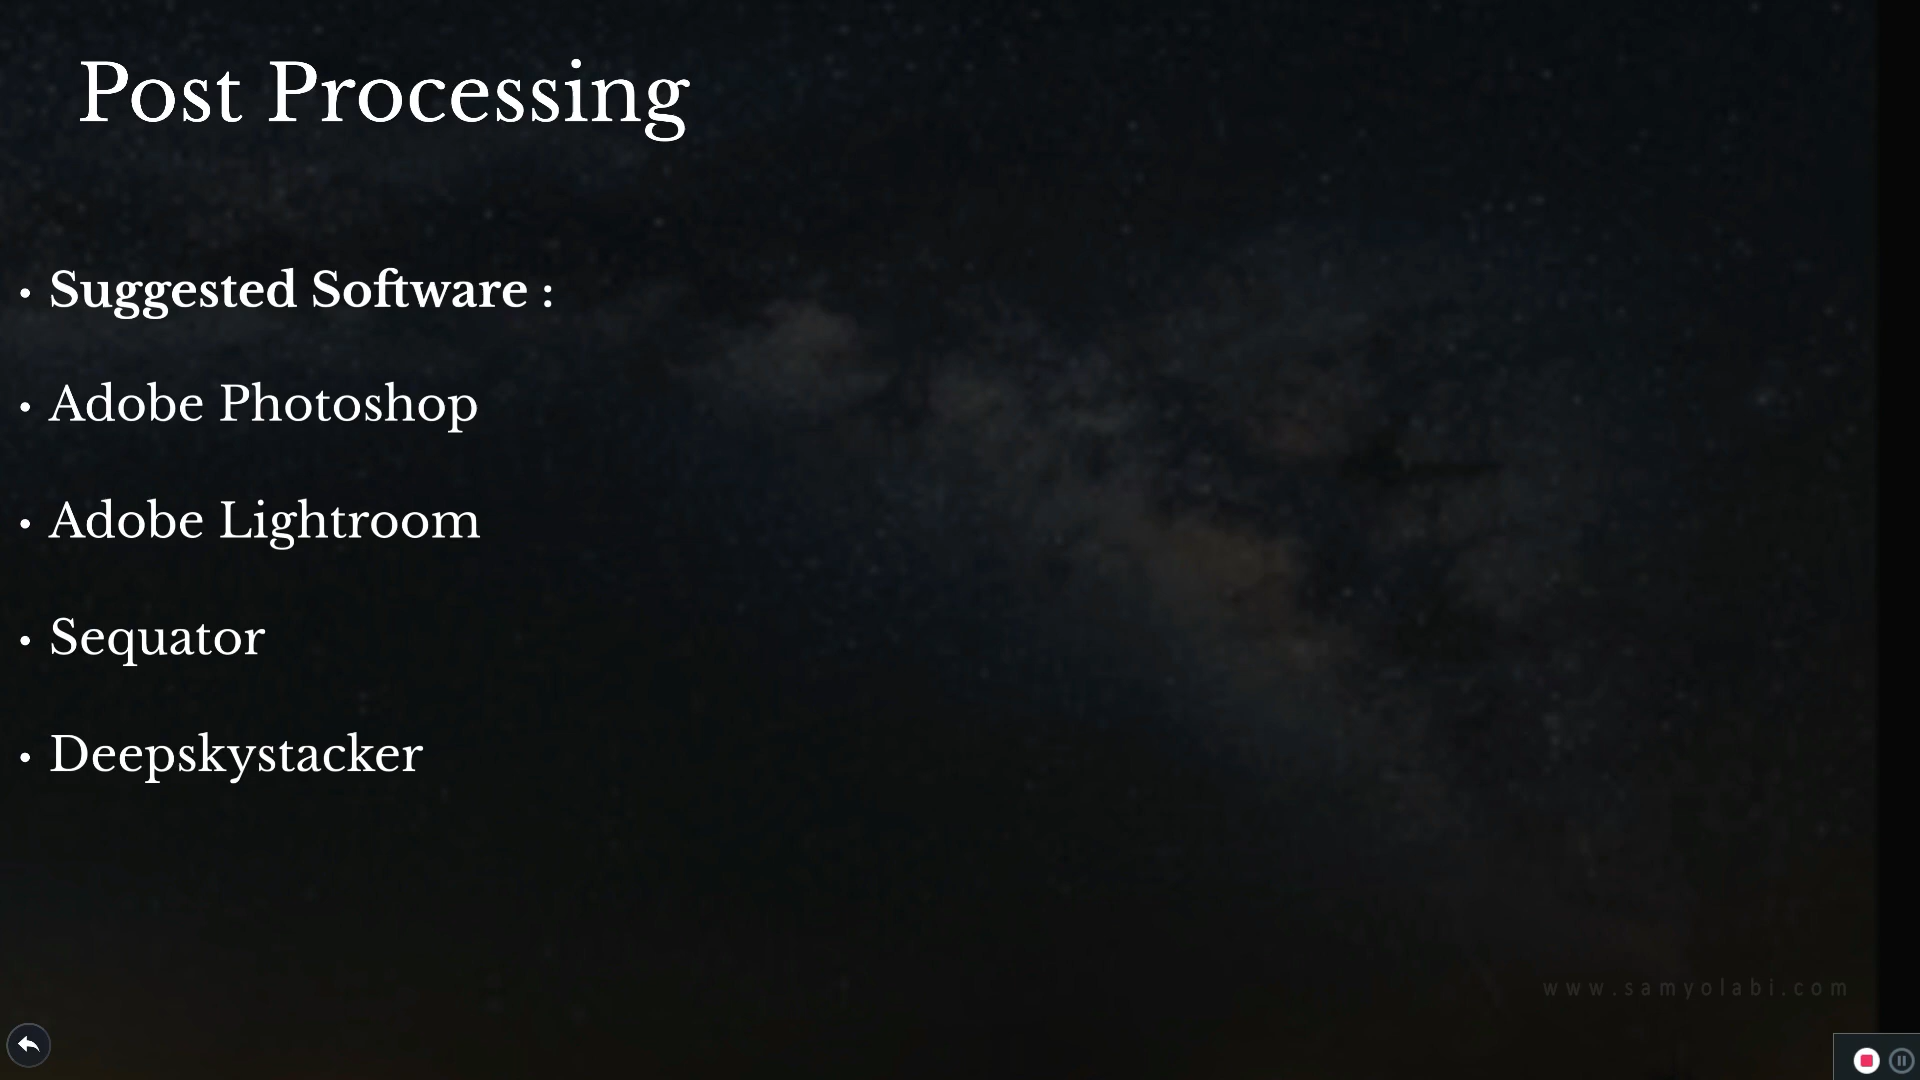 Post Processing
• Suggested Software :
• Adobe Photoshop
• Adobe Lightroom
• Sequator
• Deepskystacker
www.samyolabi.com